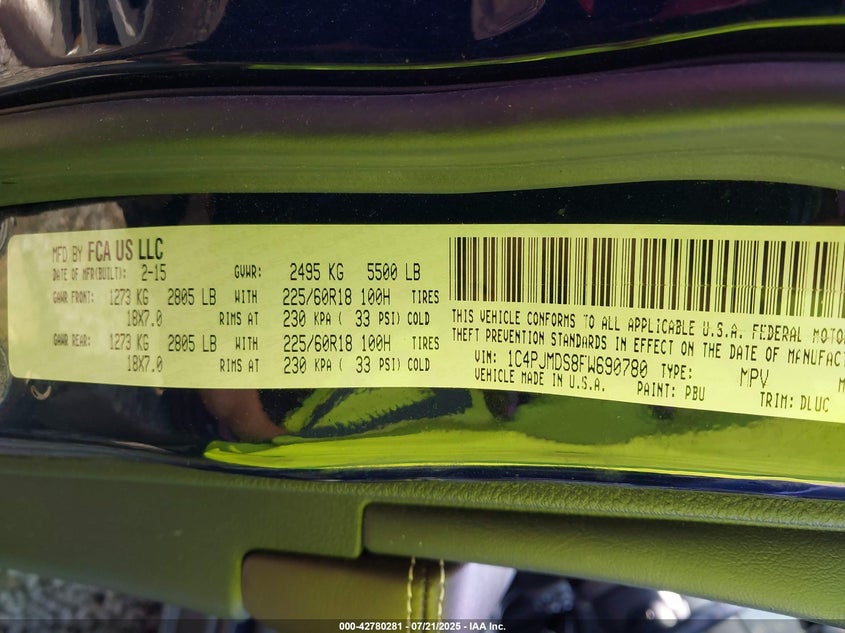 MFD BY FCA US LLC
DATE OF MFR(BUILT): 2-15 GVWR: 2495 KG 5500 LB
GAWR FRONT: 1273 KG 2805 LB WITH 225/60R18 100H TIRES
18X7.0 RIMS AT 230 KPA ( 33 PSI) COLD
GAWR REAR: 1273 KG 2805 LB WITH 225/60R18 100H TIRES
18X7.0 RIMS AT 230 KPA ( 33 PSI) COLD
THIS VEHICLE CONFORMS TO ALL APPLICABLE U.S.A. FEDERAL MOTO
THEFT PREVENTION STANDARDS IN EFFECT ON THE DATE OF MANUFACT
VIN: 1C4PJMDS8FW690780 TYPE: MPV
VEHICLE MADE IN U.S.A. PAINT: PBU TRIM: DLUC
000-42780281 - 07/21/2025 - IAA Inc.